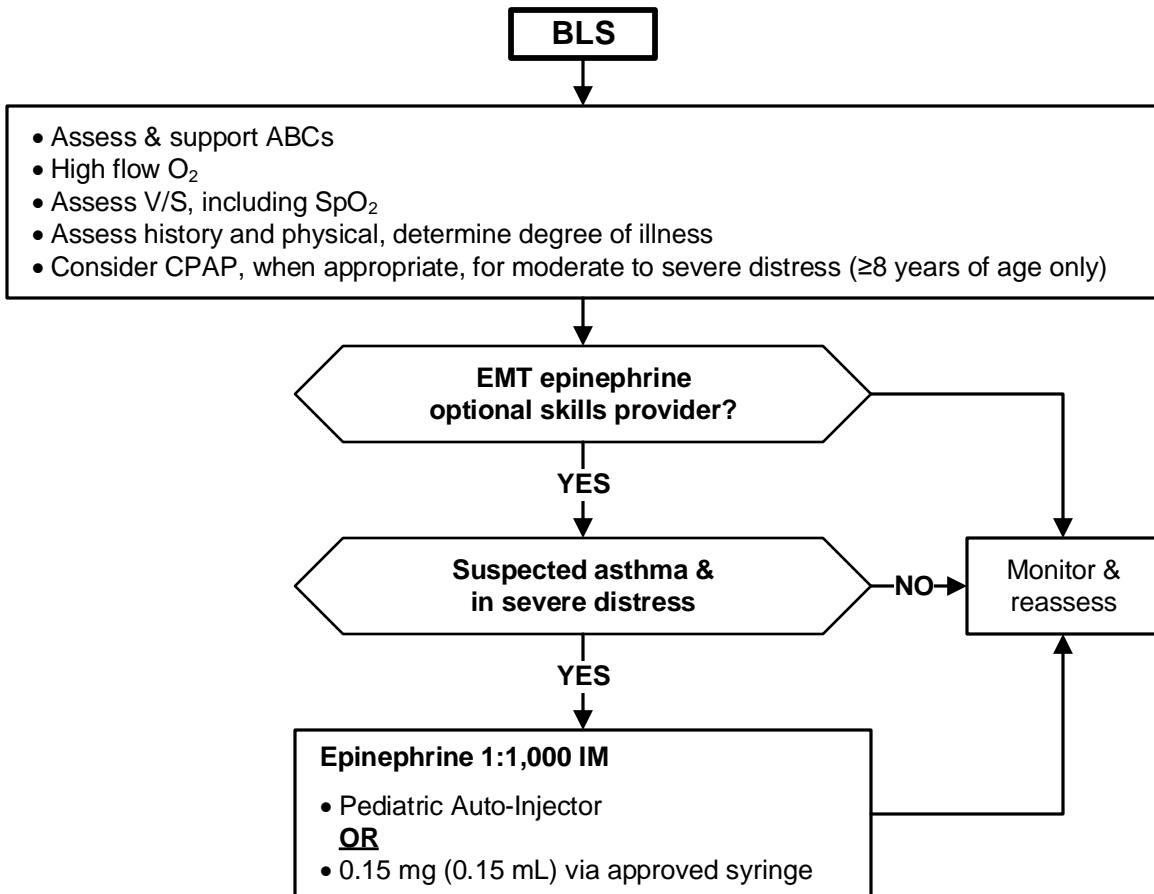 BLS
• Assess & support ABCs
• High flow O₂
• Assess V/S, including SpO₂
• Assess history and physical, determine degree of illness
• Consider CPAP, when appropriate, for moderate to severe distress (≥8 years of age only)
EMT epinephrine
optional skills provider?
YES
Suspected asthma &
in severe distress
NO
Monitor &
reassess
YES
Epinephrine 1:1,000 IM
• Pediatric Auto-Injector
OR
• 0.15 mg (0.15 mL) via approved syringe